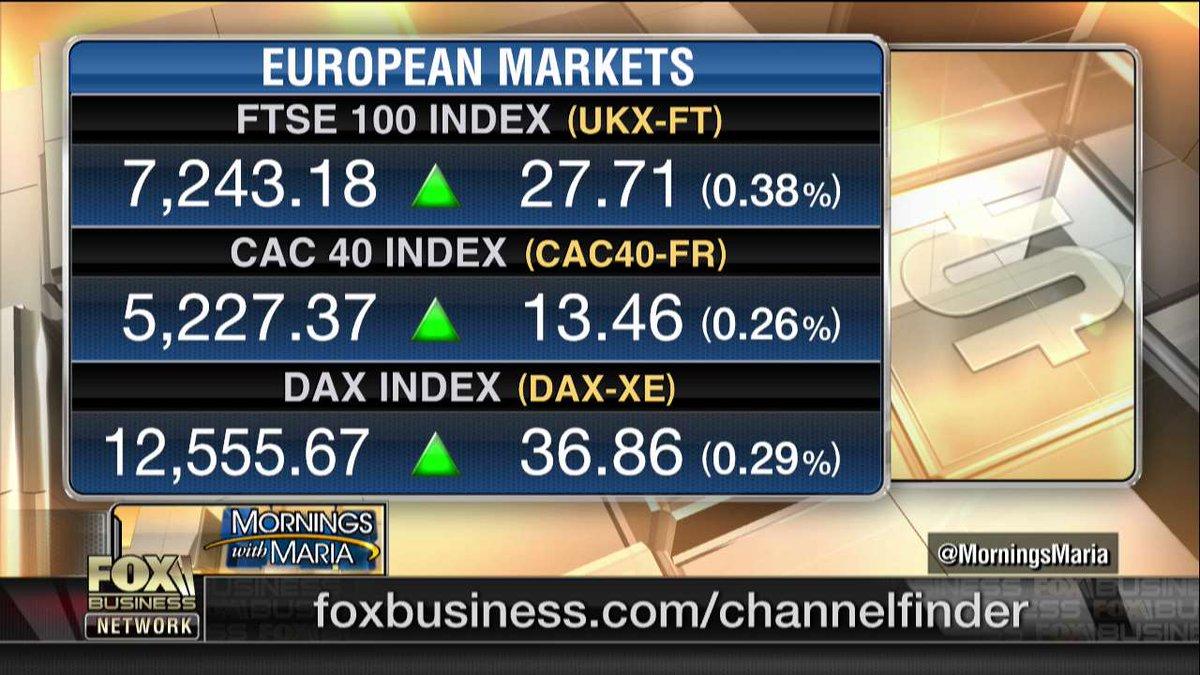 EUROPEAN MARKETS
FTSE 100 INDEX (UKX-FT)
7,243.18 ▲ 27.71 (0.38%)
CAC 40 INDEX (CAC40-FR)
5,227.37 ▲ 13.46 (0.26%)
DAX INDEX (DAX-XE)
12,555.67 ▲ 36.86 (0.29%)
MORNINGS
with MARIA
@MorningsMaria
FOX
BUSINESS
NETWORK
foxbusiness.com/channelfinder